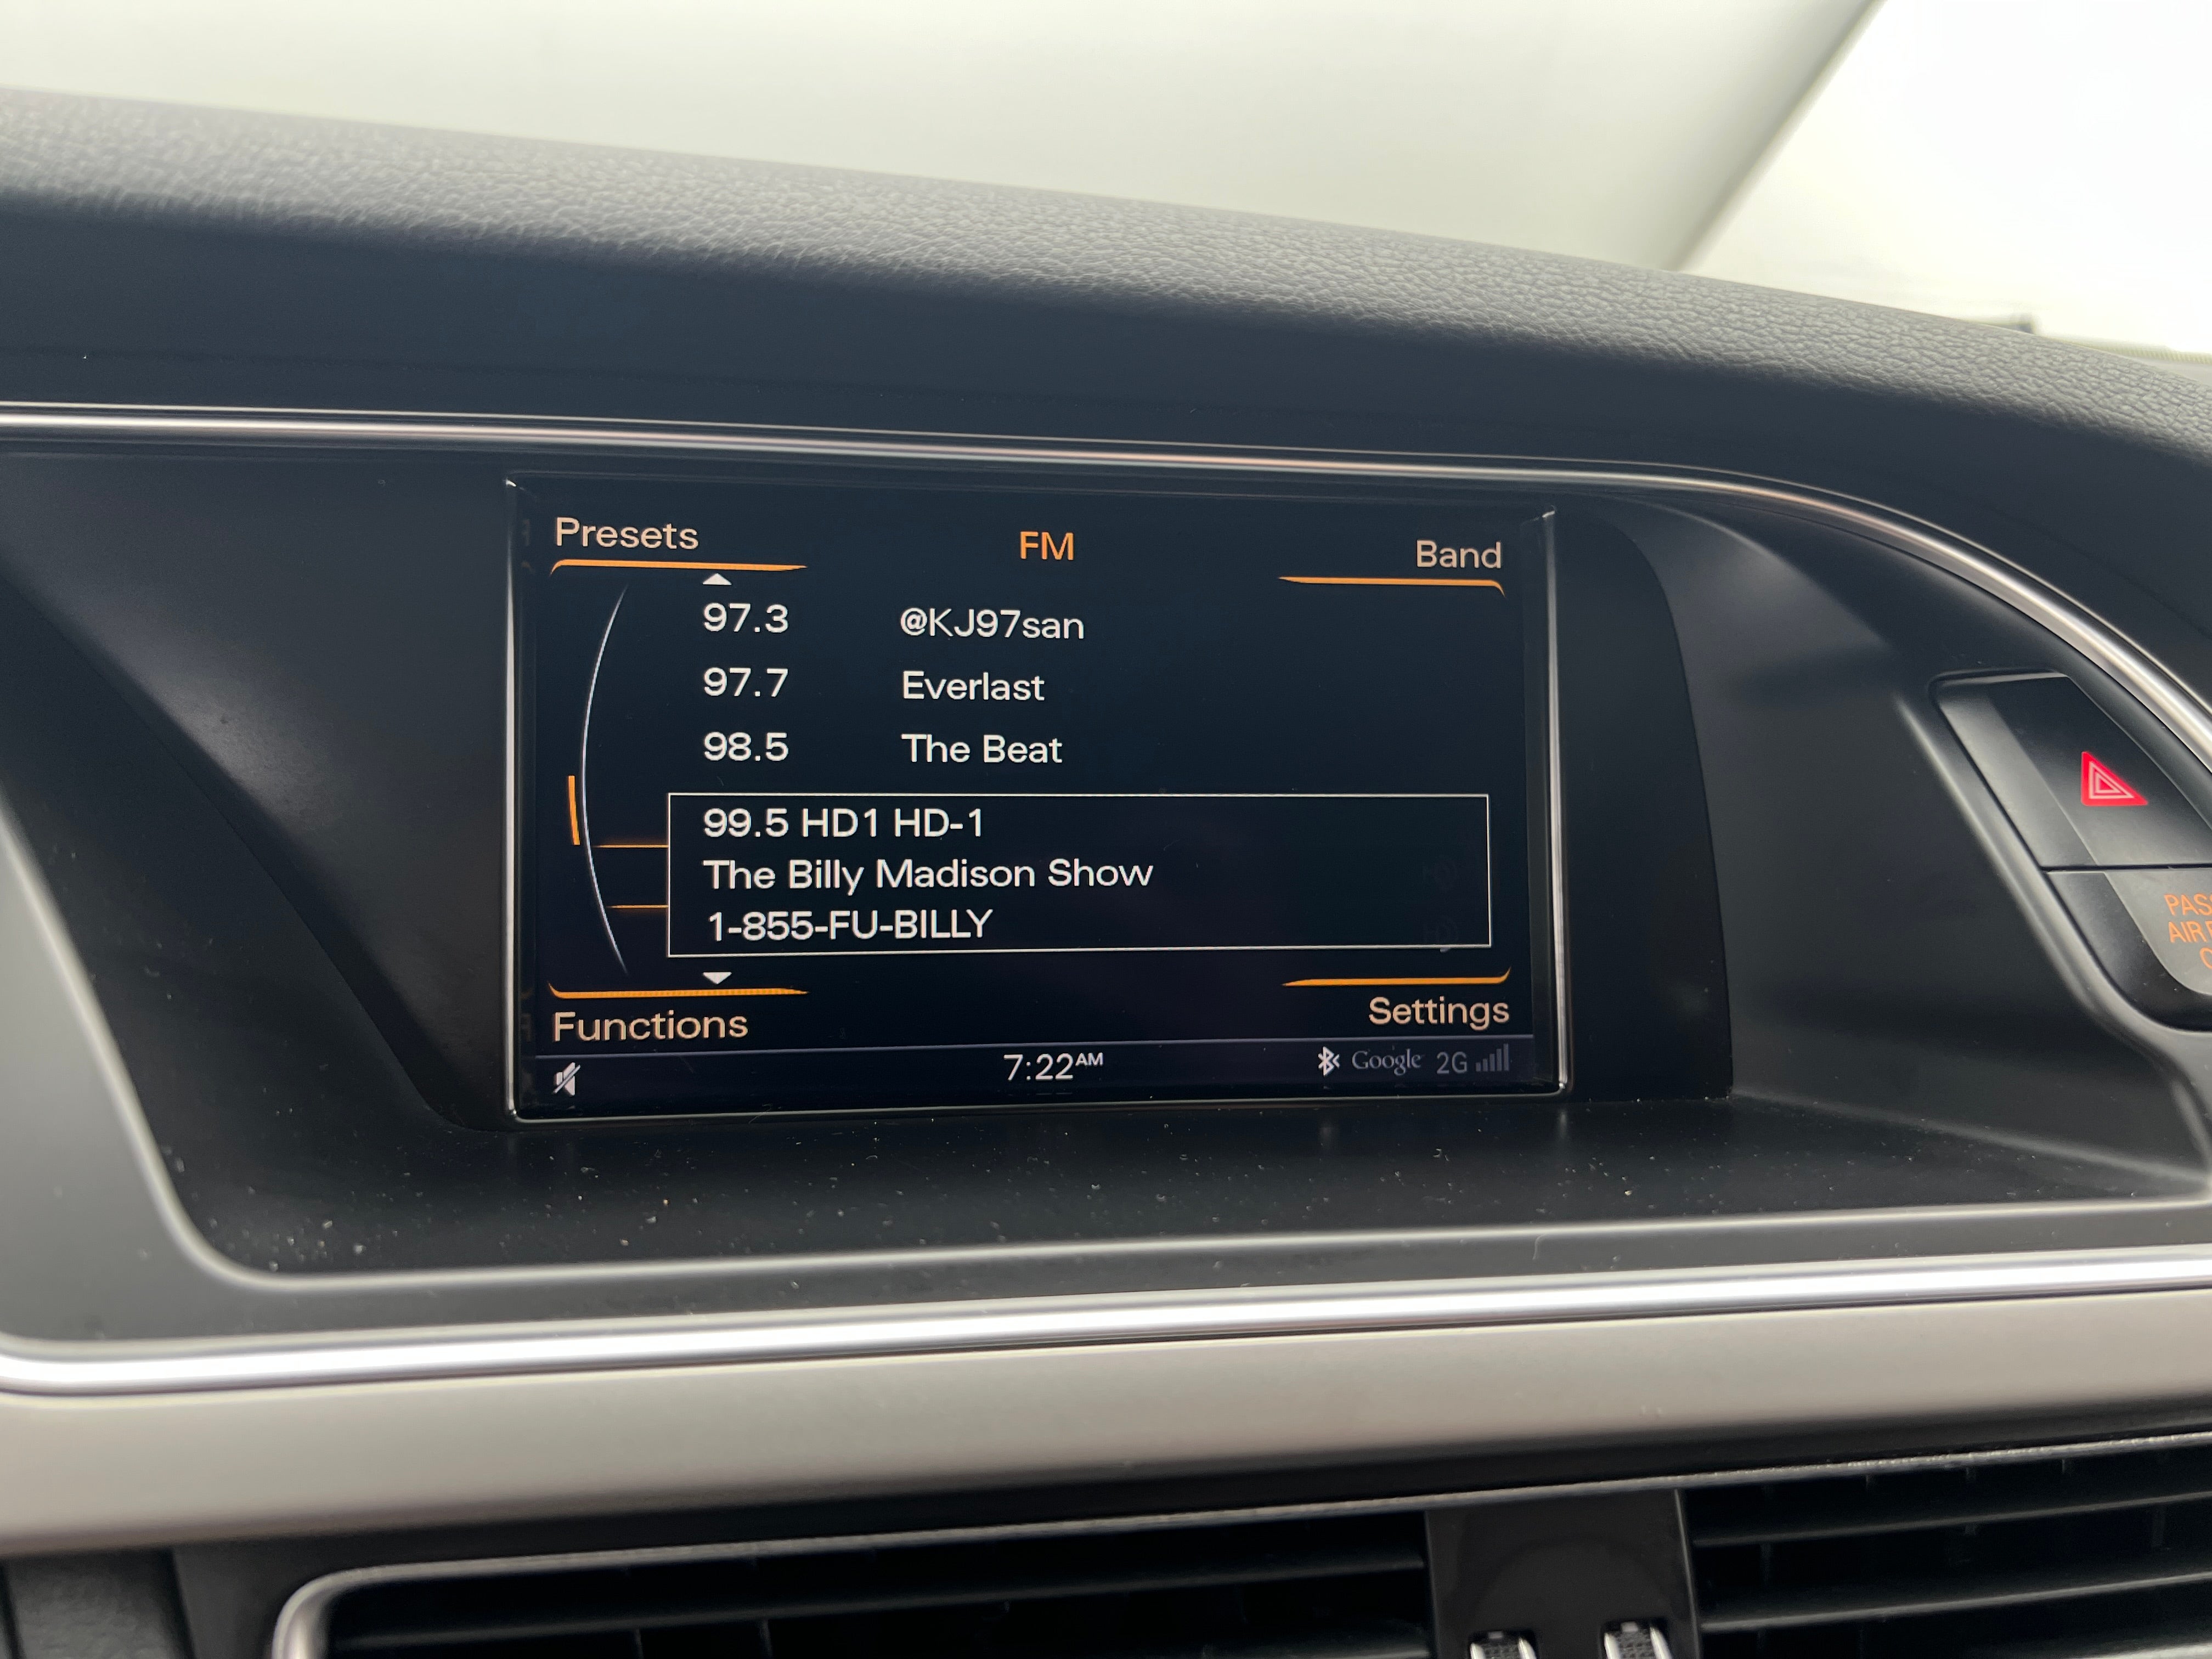 Presets FM Band
97.3 @KJ97san
97.7 Everlast
98.5 The Beat
99.5 HD1 HD-1
The Billy Madison Show
1-855-FU-BILLY
Functions Settings
7:22AM Google 2G